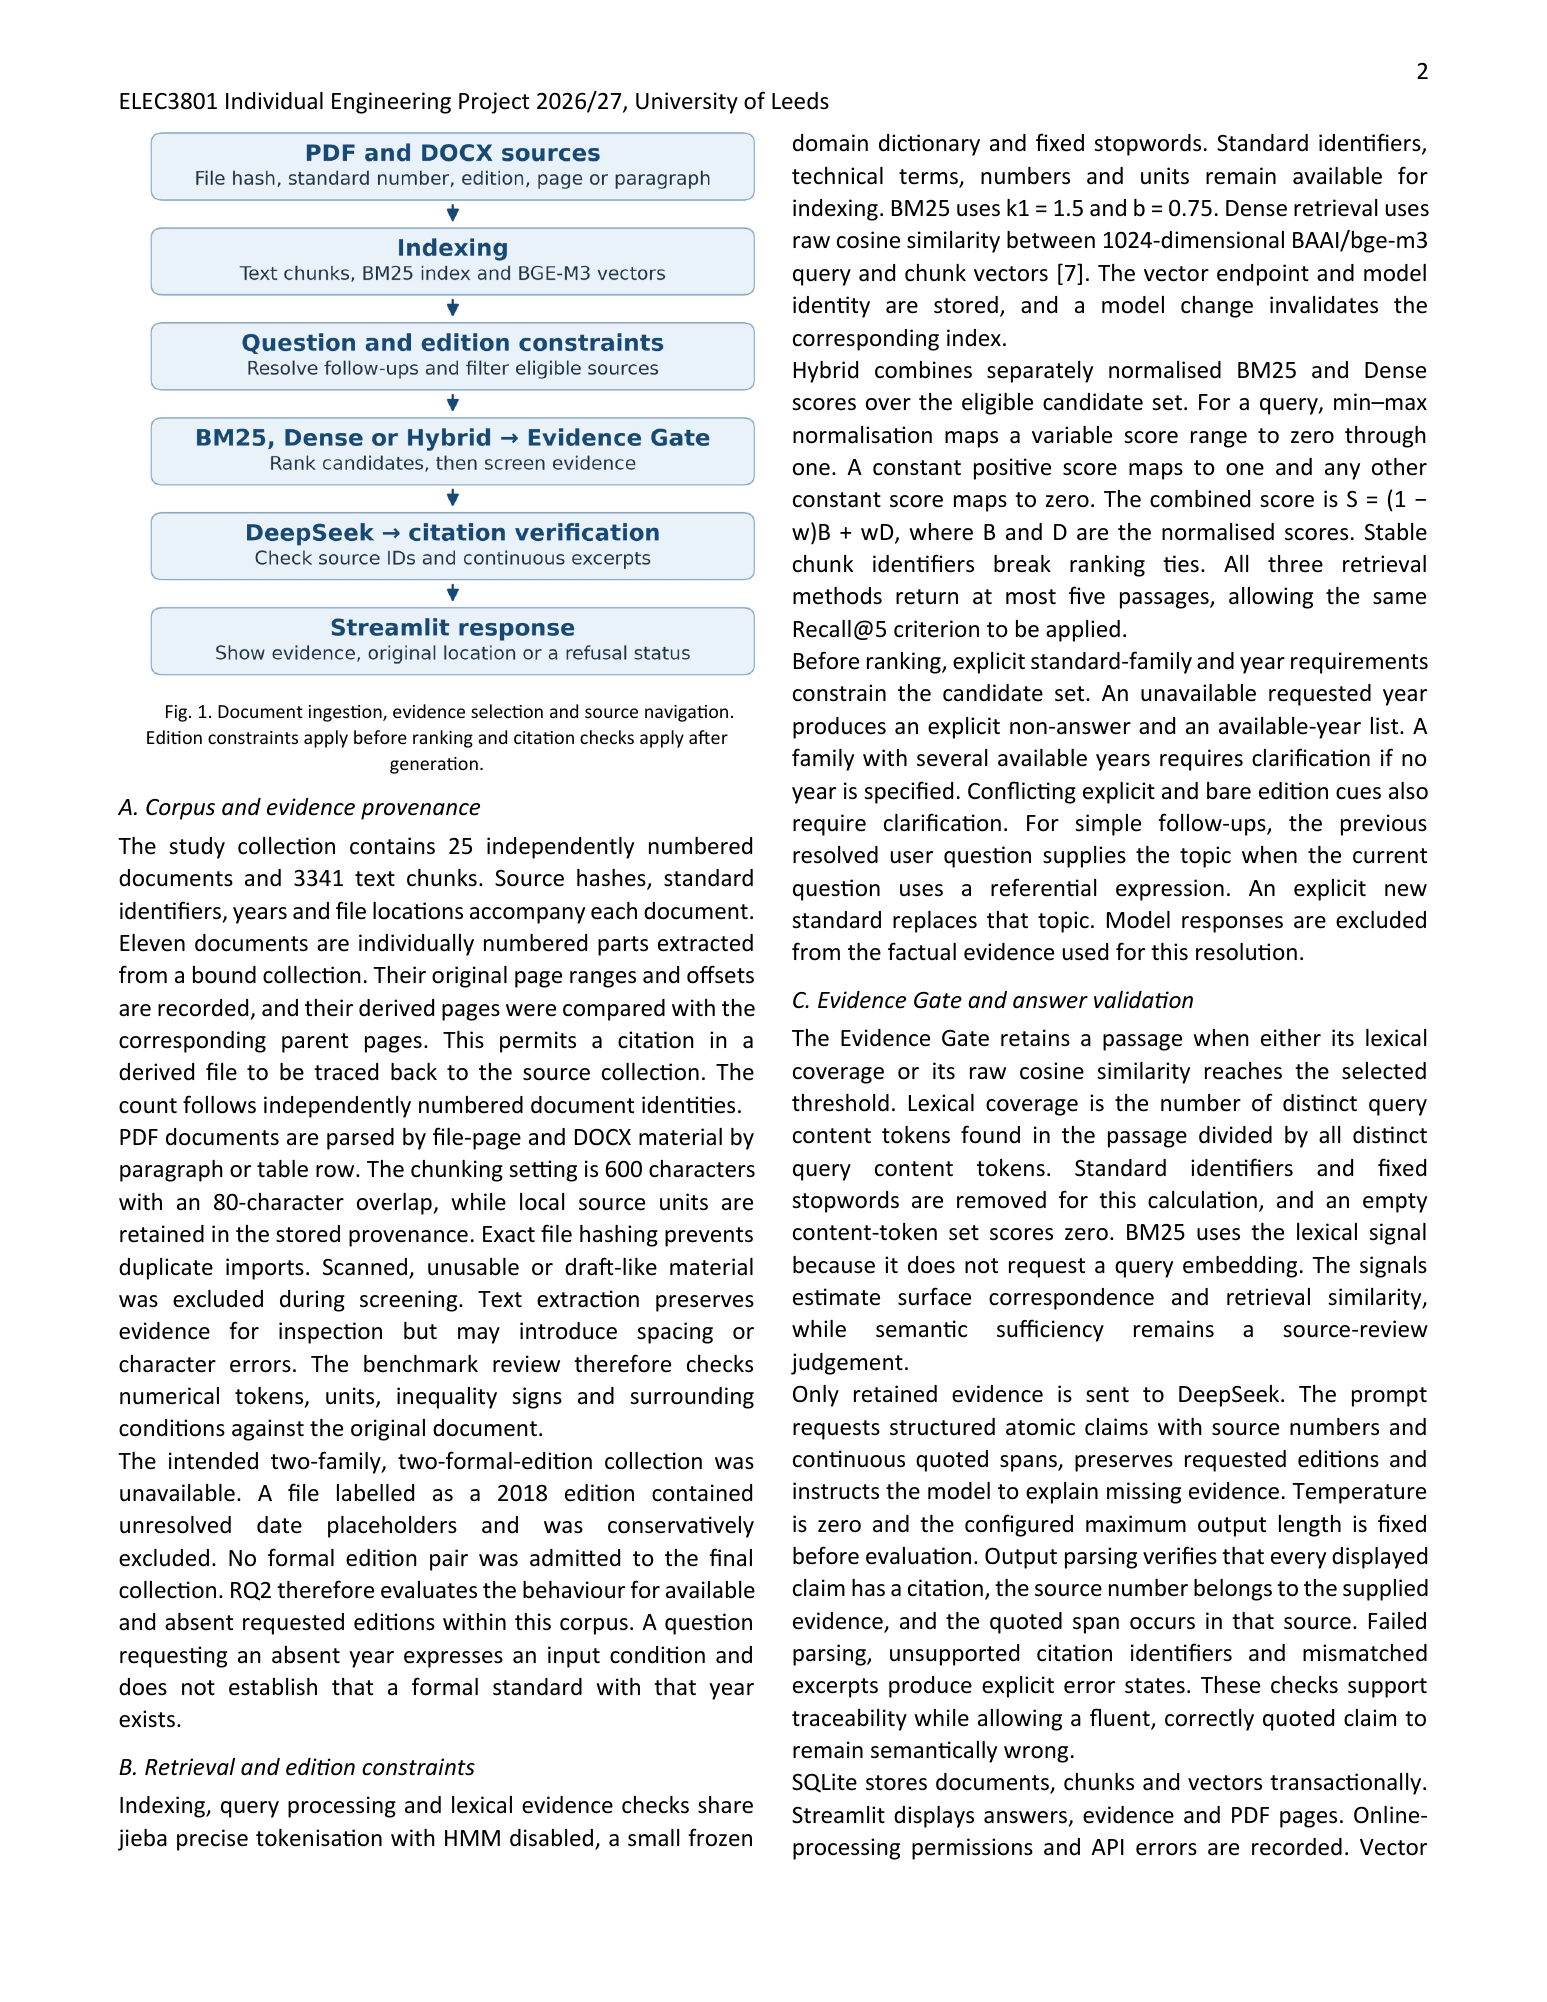 2
ELEC3801 Individual Engineering Project 2026/27, University of Leeds
PDF and DOCX sources
File hash, standard number, edition, page or paragraph
Indexing
Text chunks, BM25 index and BGE-M3 vectors
Question and edition constraints
Resolve follow-ups and filter eligible sources
BM25, Dense or Hybrid → Evidence Gate
Rank candidates, then screen evidence
DeepSeek → citation verification
Check source IDs and continuous excerpts
Streamlit response
Show evidence, original location or a refusal status
Fig. 1. Document ingestion, evidence selection and source navigation.
Edition constraints apply before ranking and citation checks apply after
generation.
A. Corpus and evidence provenance
The study collection contains 25 independently numbered
documents and 3341 text chunks. Source hashes, standard
identifiers, years and file locations accompany each document.
Eleven documents are individually numbered parts extracted
from a bound collection. Their original page ranges and offsets
are recorded, and their derived pages were compared with the
corresponding parent pages. This permits a citation in a
derived file to be traced back to the source collection. The
count follows independently numbered document identities.
PDF documents are parsed by file-page and DOCX material by
paragraph or table row. The chunking setting is 600 characters
with an 80-character overlap, while local source units are
retained in the stored provenance. Exact file hashing prevents
duplicate imports. Scanned, unusable or draft-like material
was excluded during screening. Text extraction preserves
evidence for inspection but may introduce spacing or
character errors. The benchmark review therefore checks
numerical tokens, units, inequality signs and surrounding
conditions against the original document.
The intended two-family, two-formal-edition collection was
unavailable. A file labelled as a 2018 edition contained
unresolved date placeholders and was conservatively
excluded. No formal edition pair was admitted to the final
collection. RQ2 therefore evaluates the behaviour for available
and absent requested editions within this corpus. A question
requesting an absent year expresses an input condition and
does not establish that a formal standard with that year
exists.
B. Retrieval and edition constraints
Indexing, query processing and lexical evidence checks share
jieba precise tokenisation with HMM disabled, a small frozen
domain dictionary and fixed stopwords. Standard identifiers,
technical terms, numbers and units remain available for
indexing. BM25 uses k1 = 1.5 and b = 0.75. Dense retrieval uses
raw cosine similarity between 1024-dimensional BAAI/bge-m3
query and chunk vectors [7]. The vector endpoint and model
identity are stored, and a model change invalidates the
corresponding index.
Hybrid combines separately normalised BM25 and Dense
scores over the eligible candidate set. For a query, min–max
normalisation maps a variable score range to zero through
one. A constant positive score maps to one and any other
constant score maps to zero. The combined score is S = (1 −
w)B + wD, where B and D are the normalised scores. Stable
chunk identifiers break ranking ties. All three retrieval
methods return at most five passages, allowing the same
Recall@5 criterion to be applied.
Before ranking, explicit standard-family and year requirements
constrain the candidate set. An unavailable requested year
produces an explicit non-answer and an available-year list. A
family with several available years requires clarification if no
year is specified. Conflicting explicit and bare edition cues also
require clarification. For simple follow-ups, the previous
resolved user question supplies the topic when the current
question uses a referential expression. An explicit new
standard replaces that topic. Model responses are excluded
from the factual evidence used for this resolution.
C. Evidence Gate and answer validation
The Evidence Gate retains a passage when either its lexical
coverage or its raw cosine similarity reaches the selected
threshold. Lexical coverage is the number of distinct query
content tokens found in the passage divided by all distinct
query content tokens. Standard identifiers and fixed
stopwords are removed for this calculation, and an empty
content-token set scores zero. BM25 uses the lexical signal
because it does not request a query embedding. The signals
estimate surface correspondence and retrieval similarity,
while semantic sufficiency remains a source-review
judgement.
Only retained evidence is sent to DeepSeek. The prompt
requests structured atomic claims with source numbers and
continuous quoted spans, preserves requested editions and
instructs the model to explain missing evidence. Temperature
is zero and the configured maximum output length is fixed
before evaluation. Output parsing verifies that every displayed
claim has a citation, the source number belongs to the supplied
evidence, and the quoted span occurs in that source. Failed
parsing, unsupported citation identifiers and mismatched
excerpts produce explicit error states. These checks support
traceability while allowing a fluent, correctly quoted claim to
remain semantically wrong.
SQLite stores documents, chunks and vectors transactionally.
Streamlit displays answers, evidence and PDF pages. Online-
processing permissions and API errors are recorded. Vector